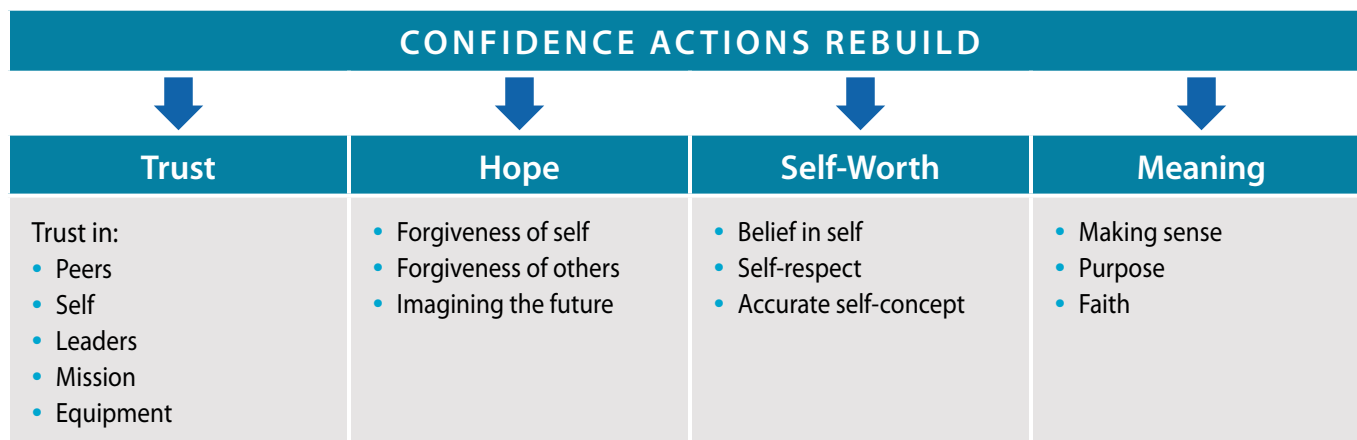 CONFIDENCE ACTIONS REBUILD
Trust
Trust in:
• Peers
• Self
• Leaders
• Mission
• Equipment
Hope
• Forgiveness of self
• Forgiveness of others
• Imagining the future
Self-Worth
• Belief in self
• Self-respect
• Accurate self-concept
Meaning
• Making sense
• Purpose
• Faith